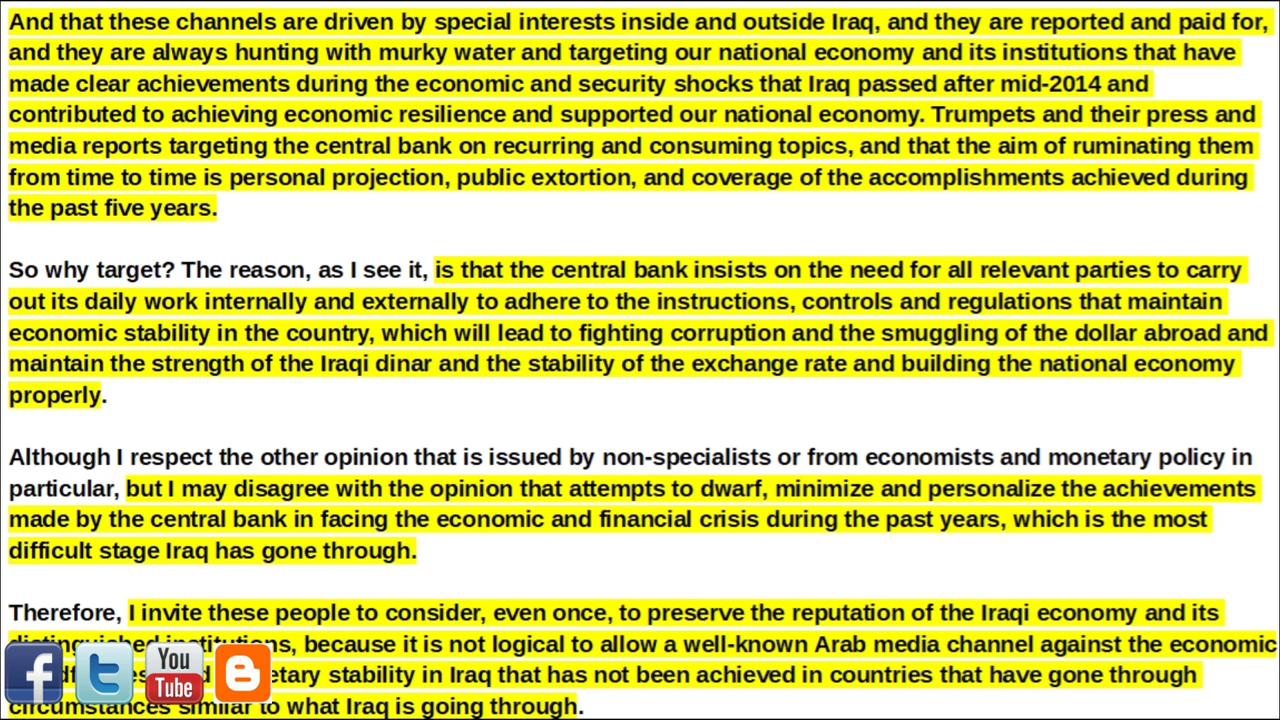 And that these channels are driven by special interests inside and outside Iraq, and they are reported and paid for,
and they are always hunting with murky water and targeting our national economy and its institutions that have
made clear achievements during the economic and security shocks that Iraq passed after mid-2014 and
contributed to achieving economic resilience and supported our national economy. Trumpets and their press and
media reports targeting the central bank on recurring and consuming topics, and that the aim of ruminating them
from time to time is personal projection, public extortion, and coverage of the accomplishments achieved during
the past five years.
So why target? The reason, as I see it, is that the central bank insists on the need for all relevant parties to carry
out its daily work internally and externally to adhere to the instructions, controls and regulations that maintain
economic stability in the country, which will lead to fighting corruption and the smuggling of the dollar abroad and
maintain the strength of the Iraqi dinar and the stability of the exchange rate and building the national economy
properly.
Although I respect the other opinion that is issued by non-specialists or from economists and monetary policy in
particular, but I may disagree with the opinion that attempts to dwarf, minimize and personalize the achievements
made by the central bank in facing the economic and financial crisis during the past years, which is the most
difficult stage Iraq has gone through.
Therefore, I invite these people to consider, even once, to preserve the reputation of the Iraqi economy and its
distinguished institutions, because it is not logical to allow a well-known Arab media channel against the economic
stability in Iraq that has not been achieved in countries that have gone through
circumstances similar to what Iraq is going through.
f t You Tube